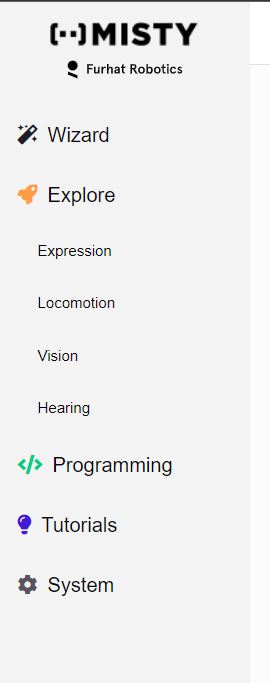 MISTY
Furhat Robotics
Wizard
Explore
Expression
Locomotion
Vision
Hearing
Programming
Tutorials
System